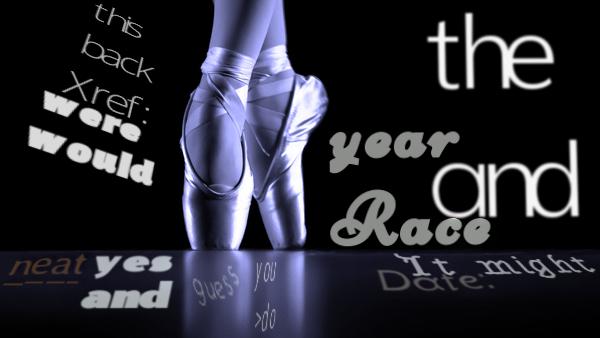 this
back
Xref:
were
would
the
and
year
Race
neat
yes
and
guess
you
>do
It might
Date: